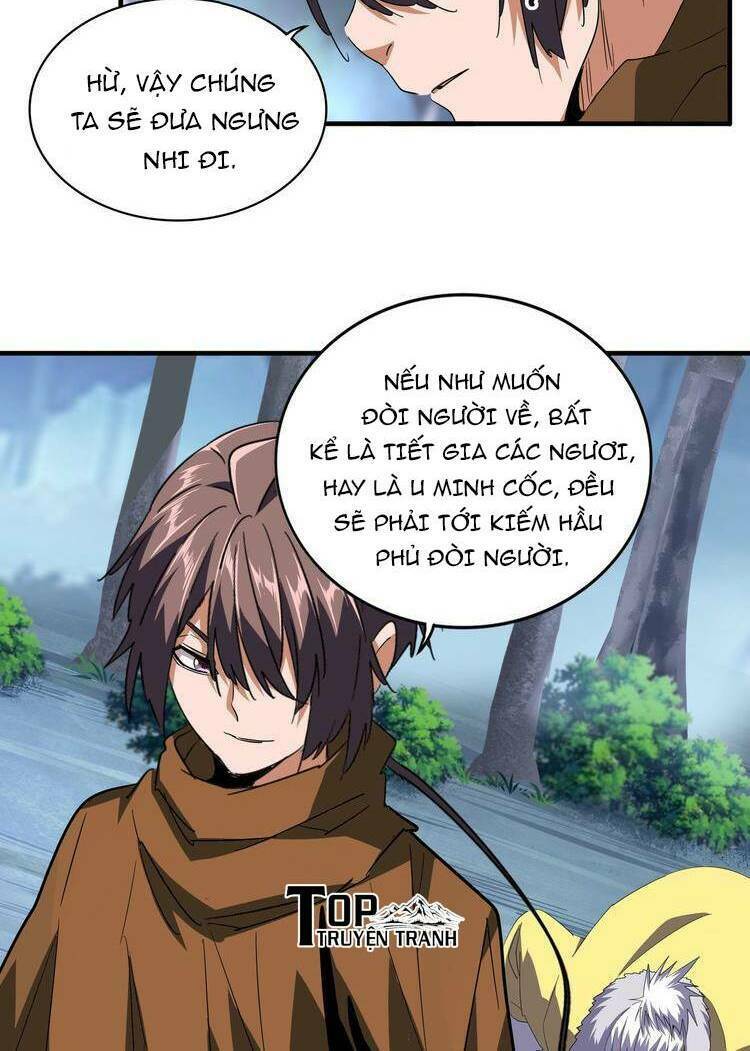 HỪ, VẬY CHÚNG
TA SẼ ĐƯA NGƯNG
NHI ĐI.
NẾU NHƯ MUỐN
ĐÒI NGƯỜI VỀ, BẤT
KỂ LÀ TIẾT GIA CÁC NGƯƠI,
HAY LÀ U MINH CỐC, ĐỀU
SẼ PHẢI TỚI KIẾM HẦU
PHỦ ĐÒI NGƯỜI.
TOP
TRUYỆN TRANH